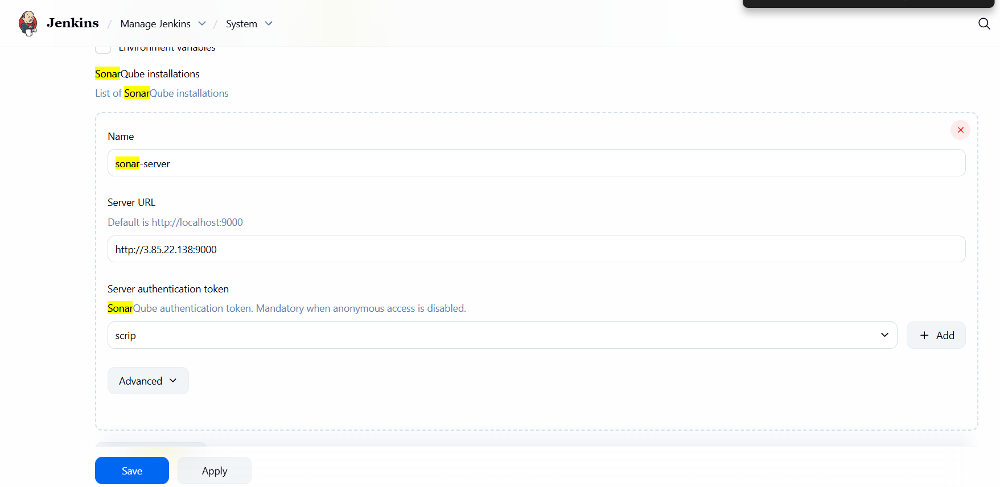 Jenkins / Manage Jenkins / System
Environment variables
SonarQube installations
List of SonarQube installations
Name
sonar-server
Server URL
Default is http://localhost:9000
http://3.85.22.138:9000
Server authentication token
SonarQube authentication token. Mandatory when anonymous access is disabled.
scrip
+ Add
Advanced
Save
Apply